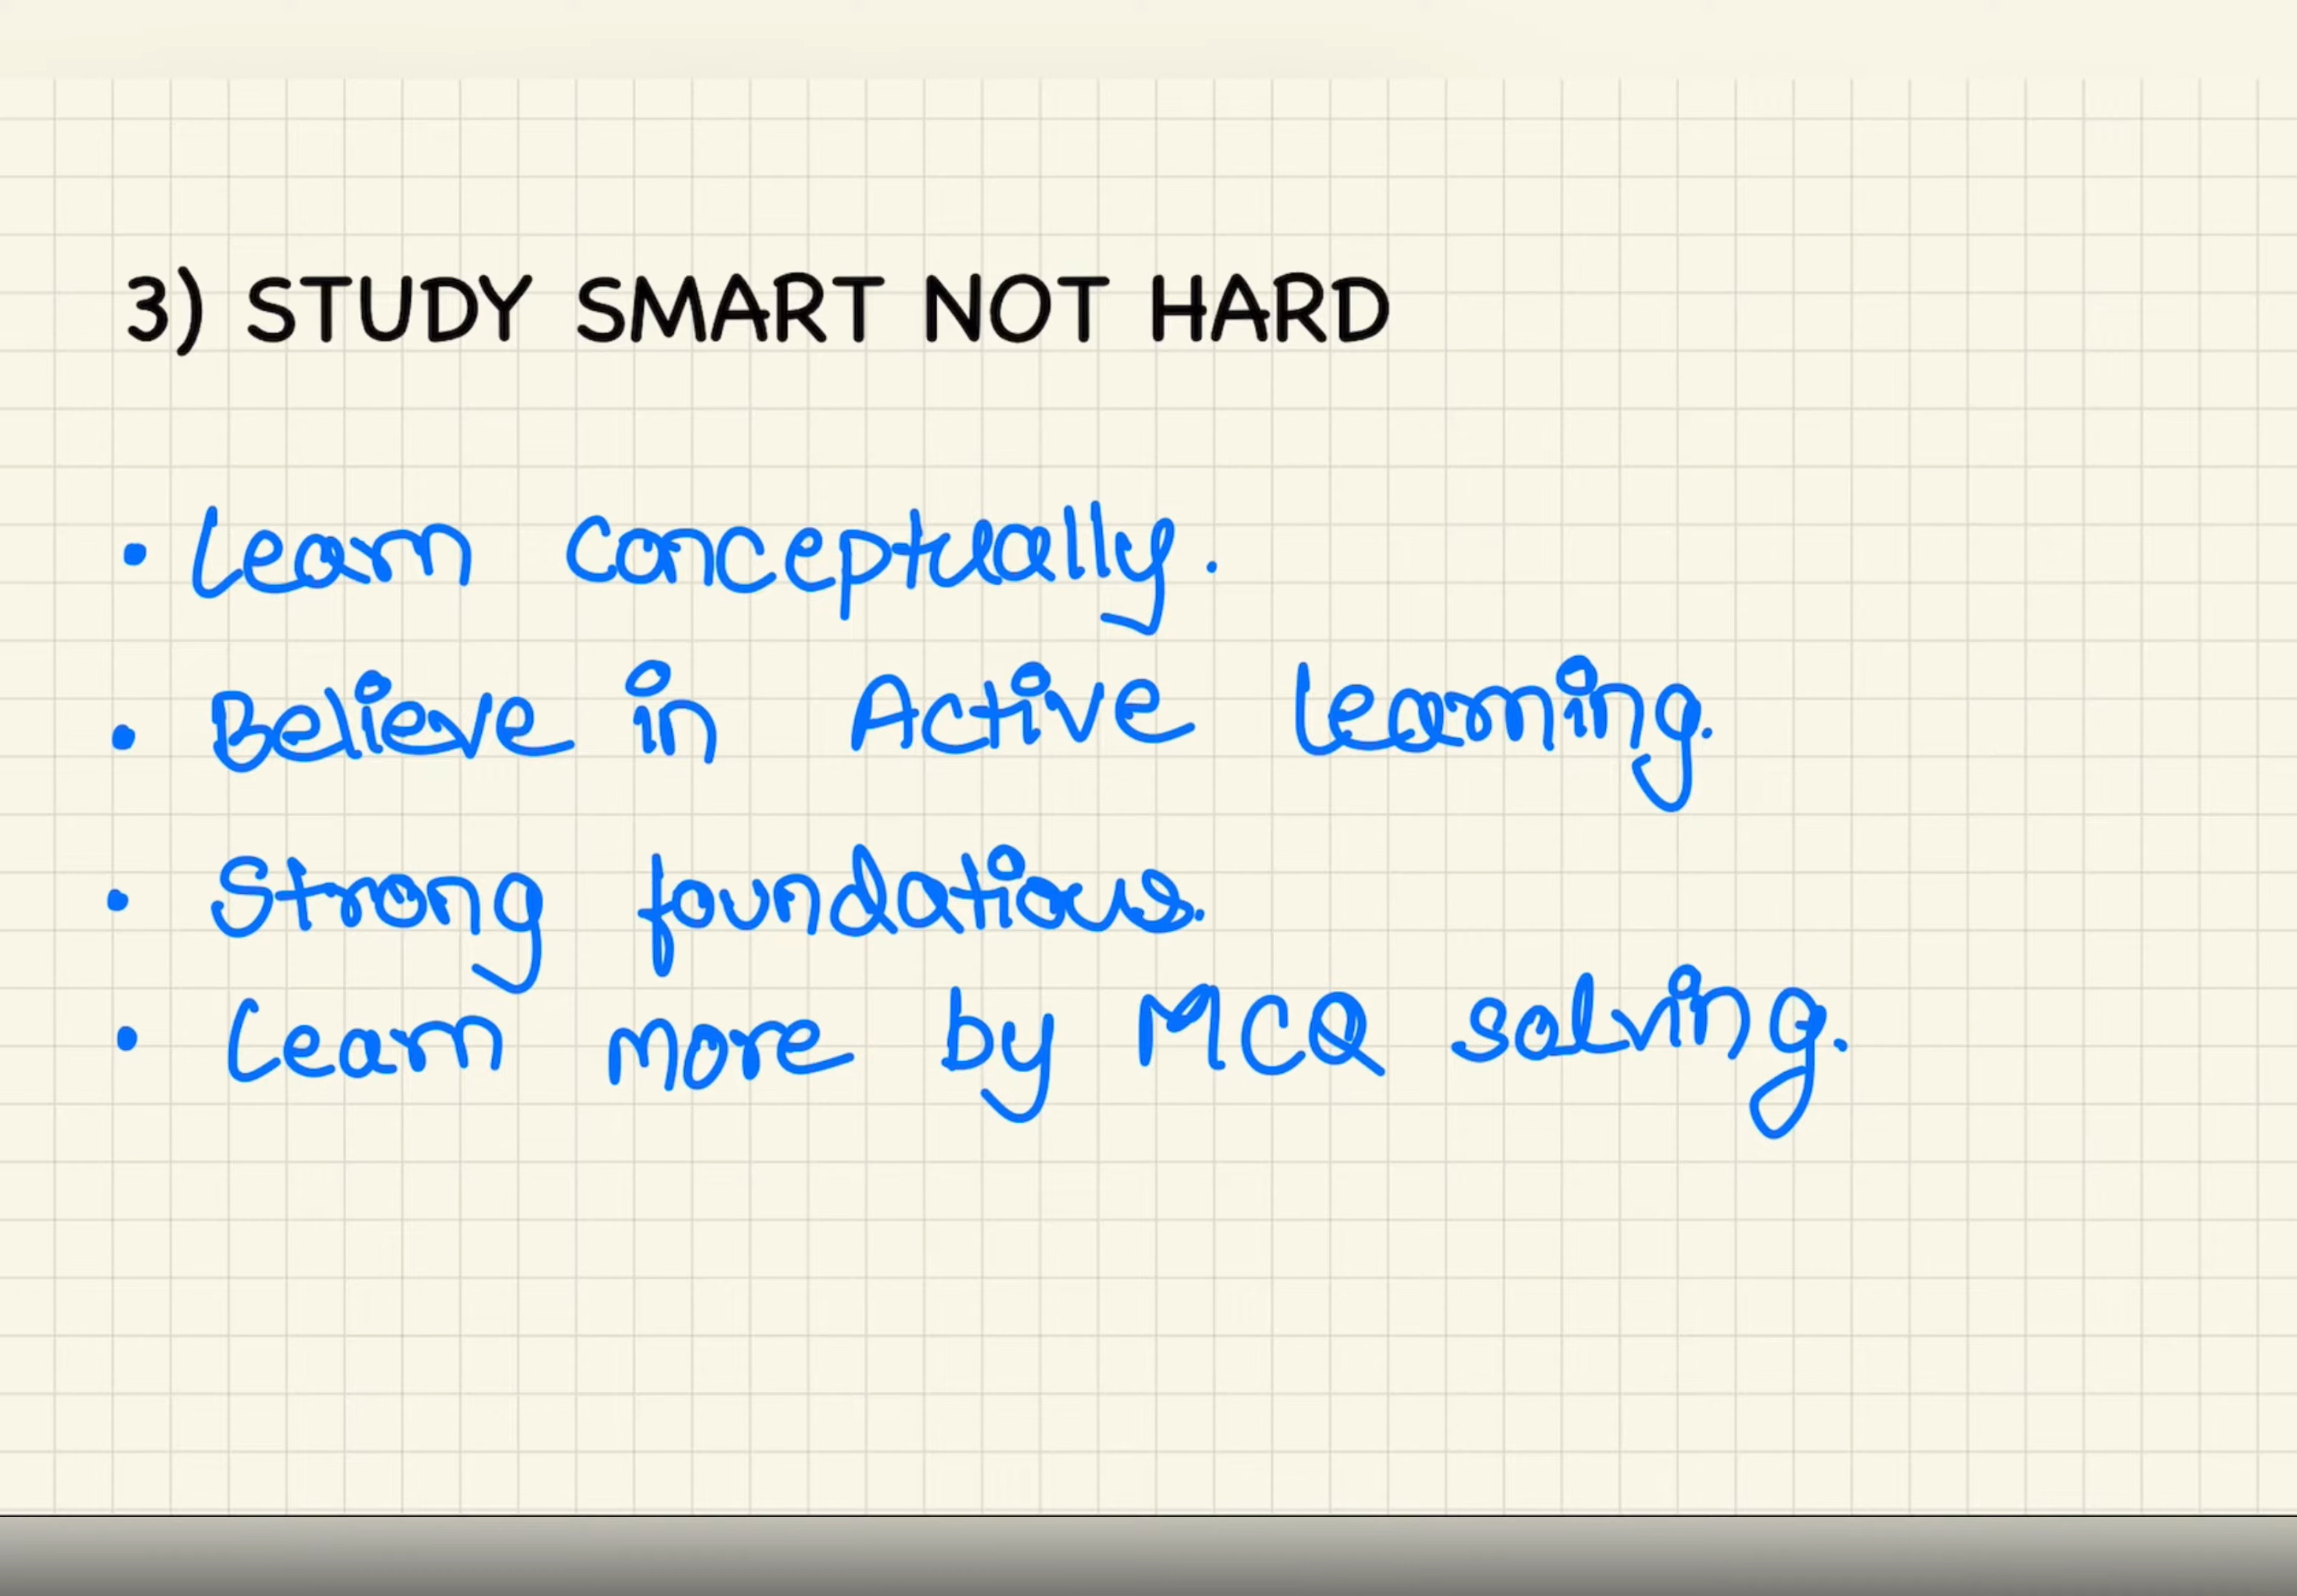 3) STUDY SMART NOT HARD
• Learn conceptually.
• Believe in Active learning.
• Strong foundations.
• Learn more by MCQ solving.